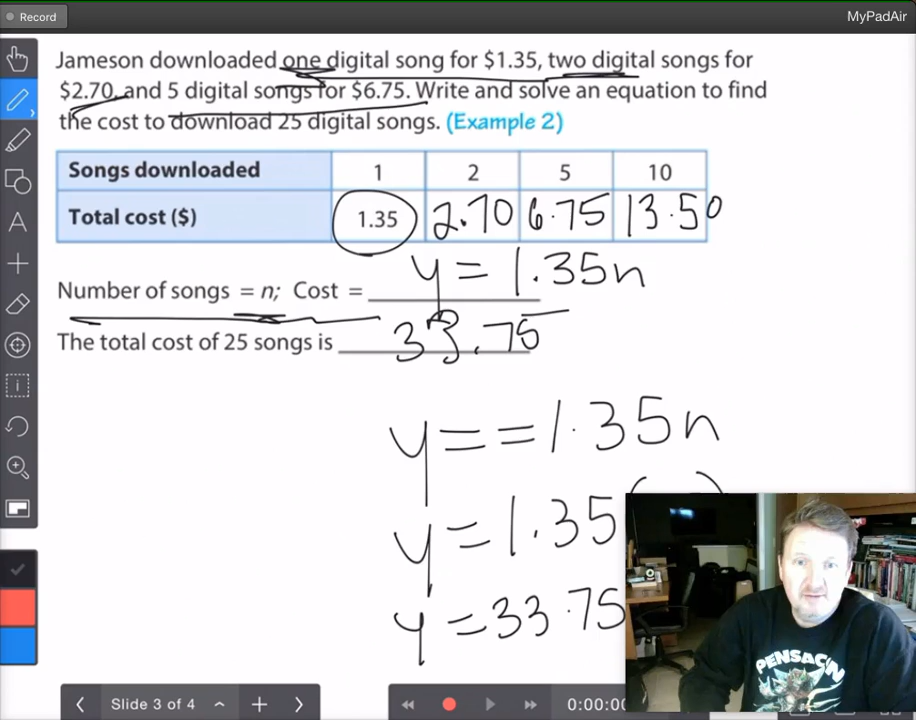 Record
MyPadAir
Jameson downloaded one digital song for $1.35, two digital songs for
$2.70, and 5 digital songs for $6.75. Write and solve an equation to find
the cost to download 25 digital songs. (Example 2)
Songs downloaded 1 2 5 10
Total cost ($) 1.35 2.70 6.75 13.50
y = 1.35n
Number of songs = n; Cost =
33.75
The total cost of 25 songs is
y = = 1.35n
y = 1.35(
y = 33.75
PENSACO
Slide 3 of 4
0:00:0